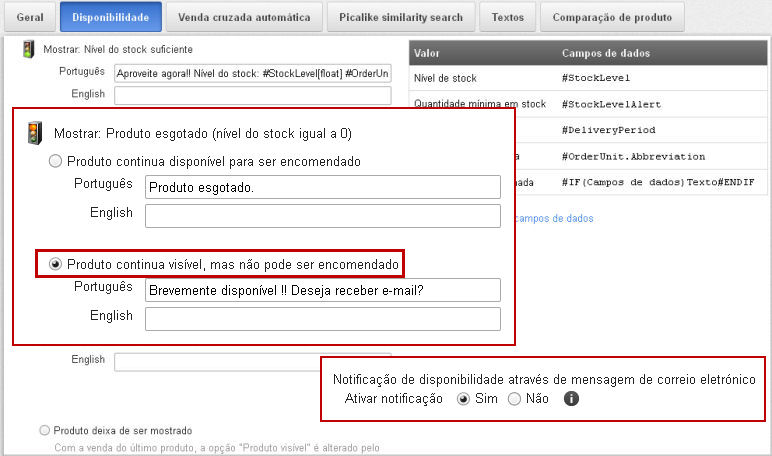 Geral
Disponibilidade
Venda cruzada automática
Picalike similarity search
Textos
Comparação de produto
Mostrar: Nível do stock suficiente
Português
Aproveite agora!! Nível do stock: #StockLevel[float] #OrderUn
English
Valor Campos de dados
Nível de stock #StockLevel
Quantidade mínima em stock #StockLevelAlert
#DeliveryPeriod
#OrderUnit.Abbreviation
nada #IF(Campos de dados)Texto#ENDIF
campos de dados
Mostrar: Produto esgotado (nível do stock igual a 0)
Produto continua disponível para ser encomendado
Português Produto esgotado.
English
Produto continua visível, mas não pode ser encomendado
Português Brevemente disponível !! Deseja receber e-mail?
English
English
Notificação de disponibilidade através de mensagem de correio eletrónico
Ativar notificação Sim Não i
Produto deixa de ser mostrado
Com a venda do último produto, a opção "Produto visível" é alterado pelo